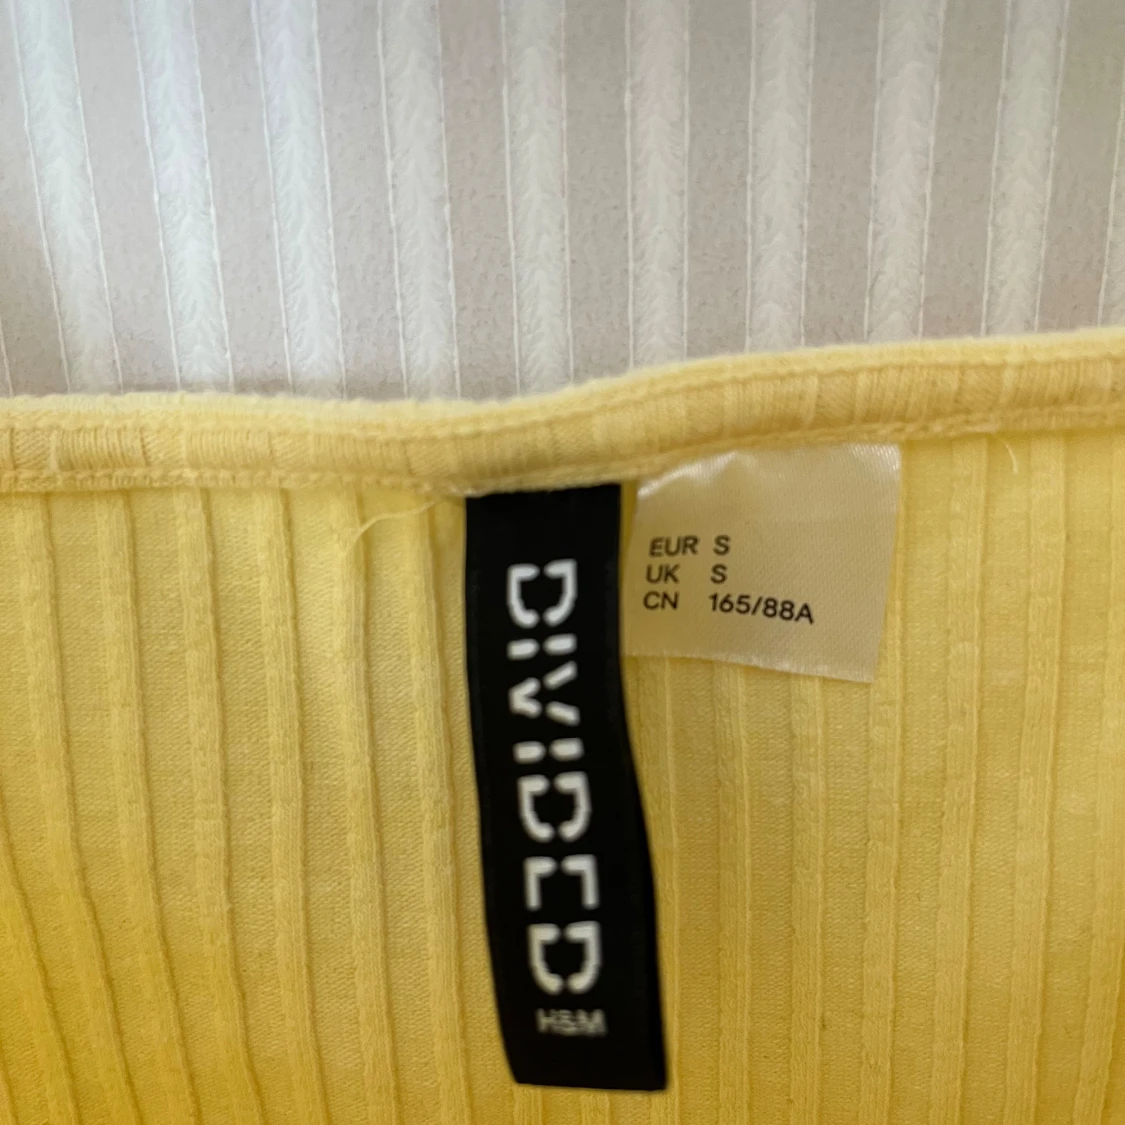 DIVIDED
H&M
EUR S
UK S
CN 165/88A